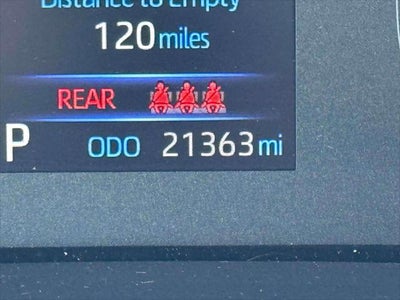 Distance to Empty
120 miles
REAR
P ODO 21363 mi